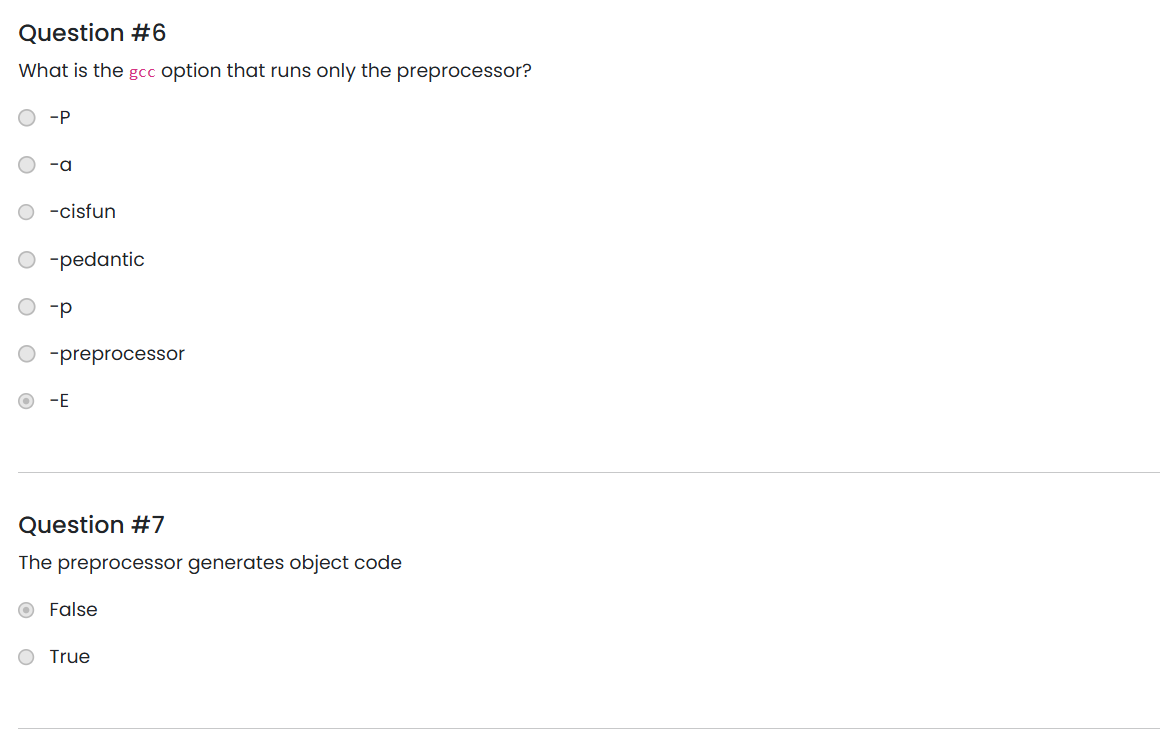 Question #6
What is the gcc option that runs only the preprocessor?
-P
-a
-cisfun
-pedantic
-p
-preprocessor
-E
Question #7
The preprocessor generates object code
False
True